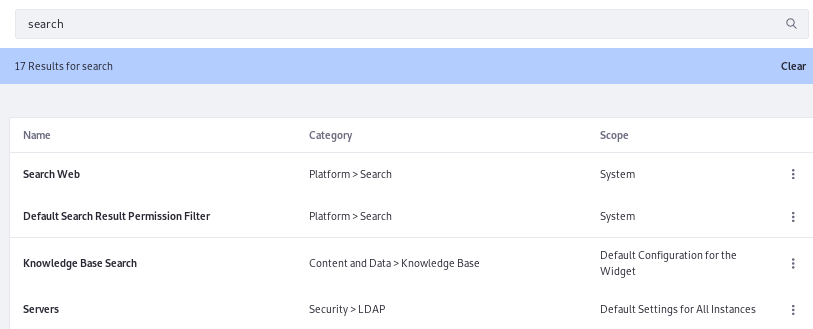 search
17 Results for search Clear
Name Category Scope
Search Web Platform > Search System
Default Search Result Permission Filter Platform > Search System
Knowledge Base Search Content and Data > Knowledge Base Default Configuration for the
Widget
Servers Security > LDAP Default Settings for All Instances